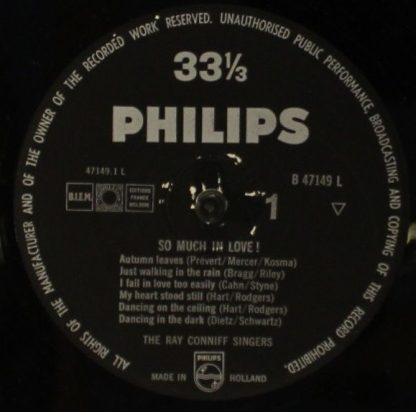 ALL RIGHTS OF THE MANUFACTURER AND OF THE OWNER OF THE RECORDED WORK RESERVED. UNAUTHORISED PUBLIC PERFORMANCE BROADCASTING AND COPYING OF THIS RECORD PROHIBITED.
33⅓
PHILIPS
47149.1 L
B 47149 L
B.I.E.M.
EDITIONS
FRANCE
MELODIE
1
SO MUCH IN LOVE!
Autumn leaves (Prévert/Mercer/Kosma)
Just walking in the rain (Bragg/Riley)
I fall in love too easily (Cahn/Styne)
My heart stood still (Hart/Rodgers)
Dancing on the ceiling (Hart/Rodgers)
Dancing in the dark (Dietz/Schwartz)
THE RAY CONNIFF SINGERS
PHILIPS
MADE IN HOLLAND